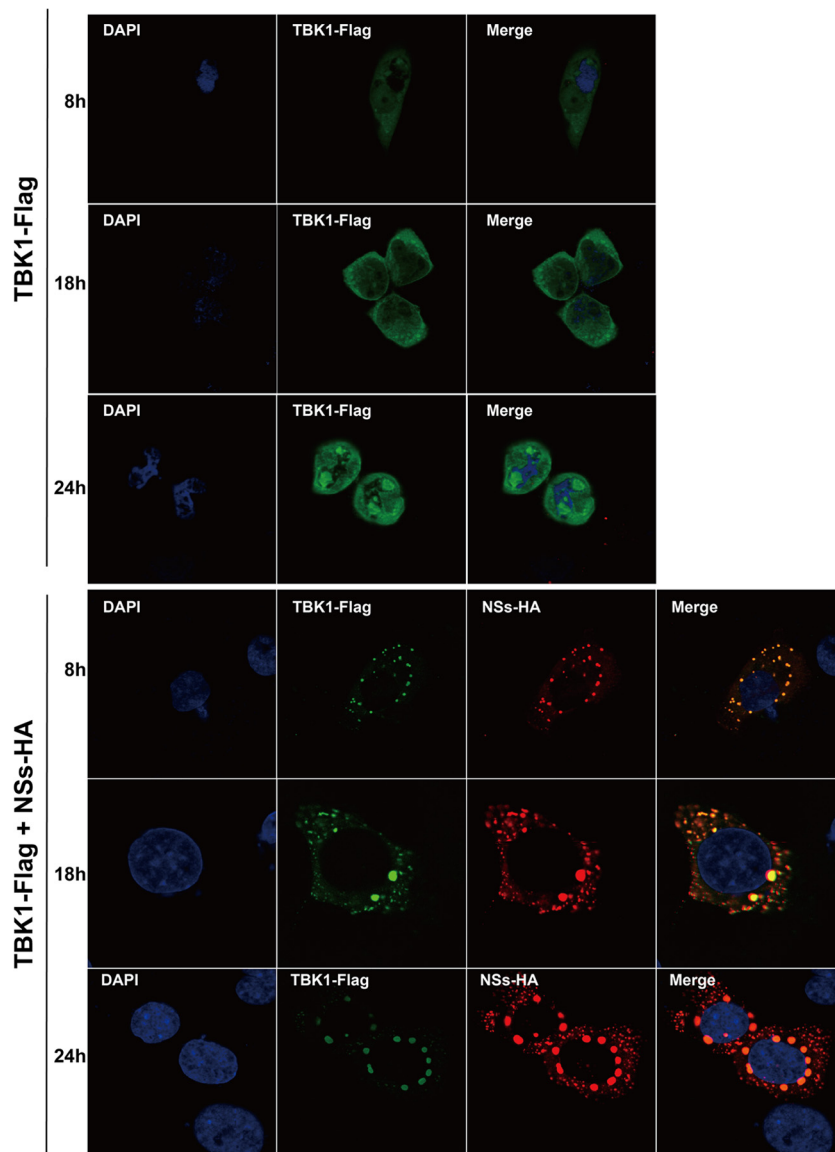 TBK1-Flag
8h
DAPI TBK1-Flag Merge
18h
DAPI TBK1-Flag Merge
24h
DAPI TBK1-Flag Merge
TBK1-Flag + NSs-HA
8h
DAPI TBK1-Flag NSs-HA Merge
18h
24h
DAPI TBK1-Flag NSs-HA Merge